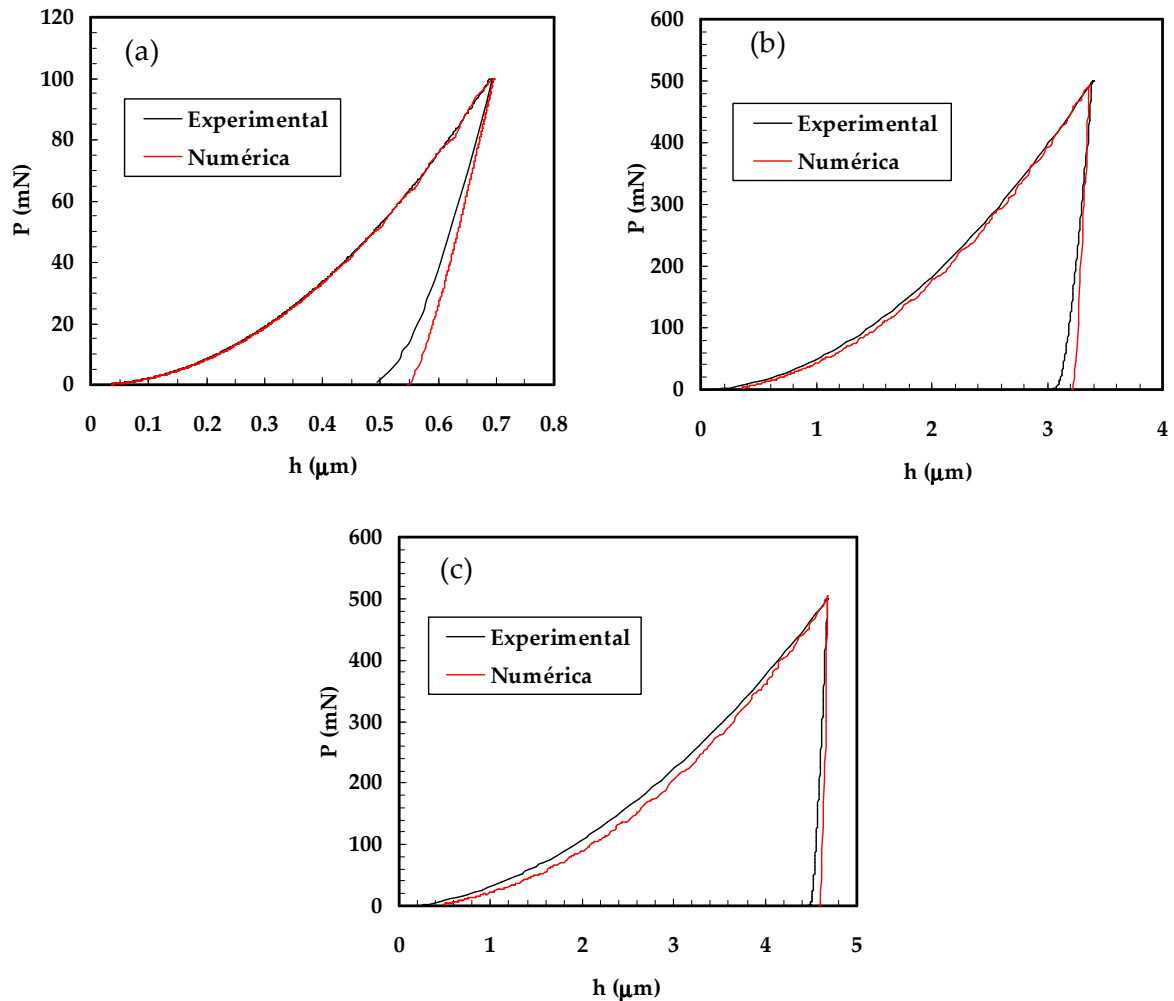 (a)
120
100
80
60
40
20
0
P (mN)
Experimental
Numérica
0 0.1 0.2 0.3 0.4 0.5 0.6 0.7 0.8
h (μm)
(b)
600
500
400
300
200
100
0
P (mN)
Experimental
Numérica
0 1 2 3 4
h (μm)
(c)
600
500
400
300
200
100
0
P (mN)
Experimental
Numérica
0 1 2 3 4 5
h (μm)